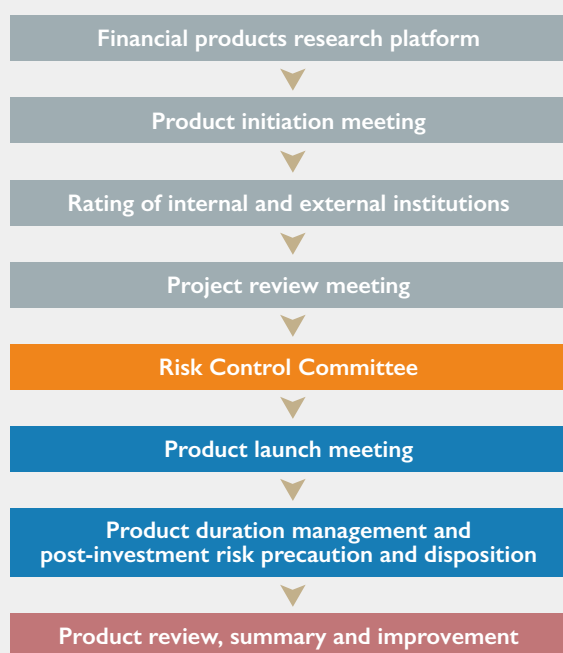 Financial products research platform
Product initiation meeting
Rating of internal and external institutions
Project review meeting
Risk Control Committee
Product launch meeting
Product duration management and
post-investment risk precaution and disposition
Product review, summary and improvement